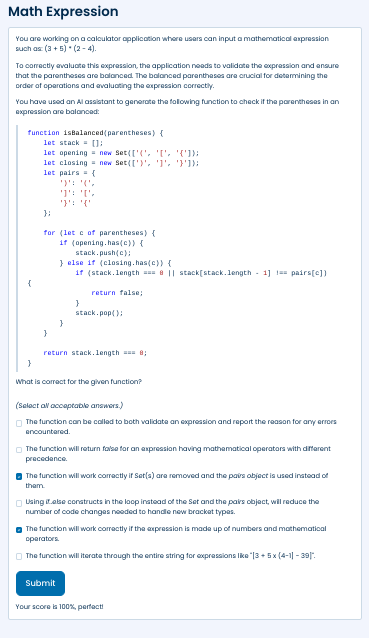 Math Expression
You are working on a calculator application where users can input a mathematical expression
such as: (3 + 5) * (2 - 4).
To correctly evaluate this expression, the application needs to validate the expression and ensure
that the parentheses are balanced. The balanced parentheses are crucial for determining the
order of operations and evaluating the expression correctly.
You have used an AI assistant to generate the following function to check if the parentheses in an
expression are balanced:
function isBalanced(parentheses) {
let stack = [];
let opening = new Set(['(', '[', '{']);
let closing = new Set([')', ']', '}']);
let pairs = {
')': '(',
']': '[',
'}': '{'
};
for (let c of parentheses) {
if (opening.has(c)) {
stack.push(c);
} else if (closing.has(c)) {
if (stack.length === 0 || stack[stack.length - 1] !== pairs[c])
{
return false;
}
stack.pop();
}
}
return stack.length === 0;
}
What is correct for the given function?
(Select all acceptable answers.)
The function can be called to both validate an expression and report the reason for any errors
encountered.
The function will return false for an expression having mathematical operators with different
precedence.
The function will work correctly if Set(s) are removed and the pairs object is used instead of
them.
Using if..else constructs in the loop instead of the Set and the pairs object, will reduce the
number of code changes needed to handle new bracket types.
The function will work correctly if the expression is made up of numbers and mathematical
operators.
The function will iterate through the entire string for expressions like "[3 + 5 x (4-1] - 39]".
Submit
Your score is 100%, perfect!